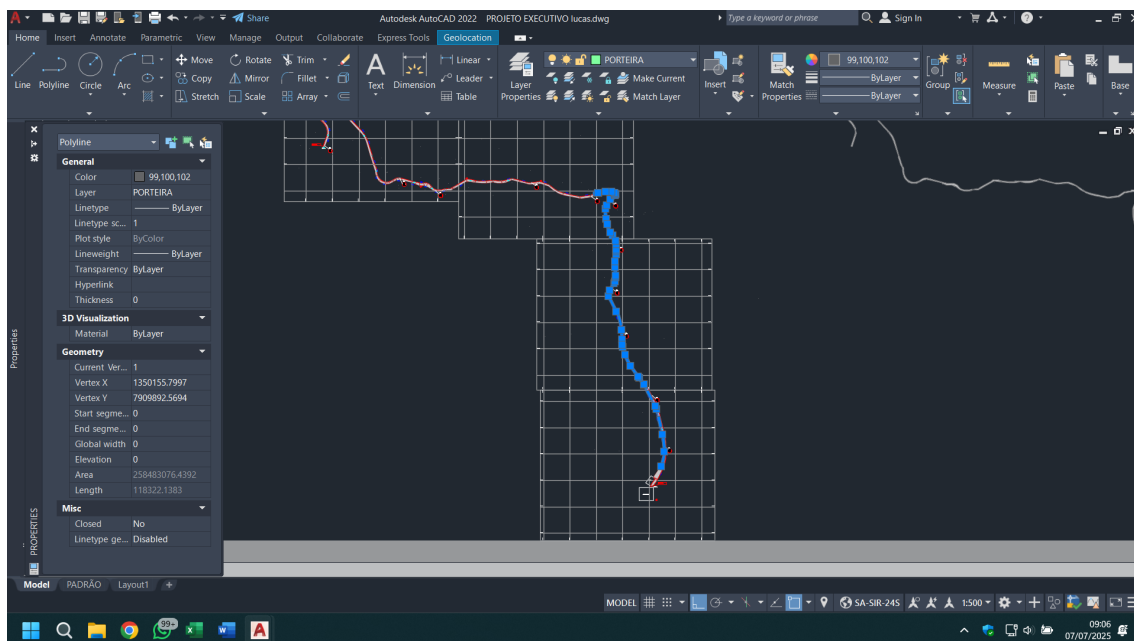 Share
Autodesk AutoCAD 2022 PROJETO EXECUTIVO lucas.dwg
Type a keyword or phrase
Sign In
Home Insert Annotate Parametric View Manage Output Collaborate Express Tools Geolocation
Line Polyline Circle Arc
Move Rotate Trim
Copy Mirror Fillet
Stretch Scale Array
Text Dimension
Linear
Leader
Table
Layer Properties
PORTEIRA
Make Current
Match Layer
Insert
Match Properties
99,100,102
ByLayer
ByLayer
Group
Measure
Paste
Base
Polyline
General
Color 99,100,102
Layer PORTEIRA
Linetype ByLayer
Linetype sc... 1
Plot style ByColor
Lineweight ByLayer
Transparency ByLayer
Hyperlink
Thickness 0
3D Visualization
Material ByLayer
Geometry
Current Ver... 1
Vertex X 1350155.7997
Vertex Y 7909892.5694
Start segme... 0
End segme... 0
Global width 0
Elevation 0
Area 258483076.4392
Length 118322.1383
Misc
Closed No
Linetype ge... Disabled
Properties
PROPERTIES
Model PADRÃO Layout1 +
MODEL
SA-SIR-24S
1:500
99+
09:06
07/07/2025